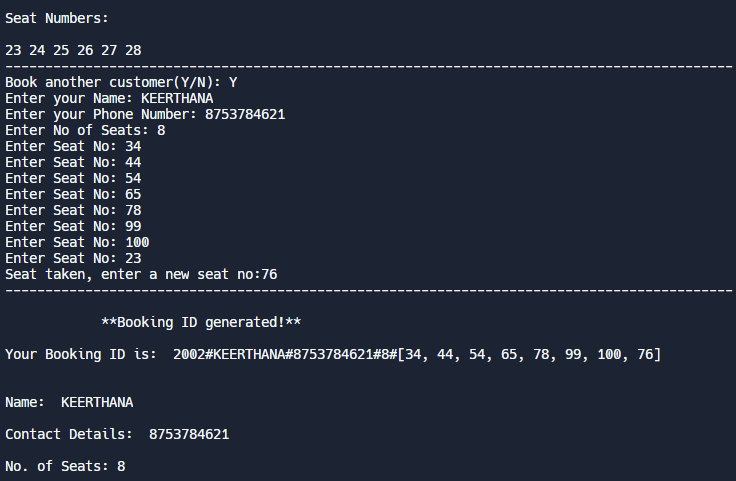 Seat Numbers:
23 24 25 26 27 28
-------------------------------------------------------------------------------------------
Book another customer(Y/N): Y
Enter your Name: KEERTHANA
Enter your Phone Number: 8753784621
Enter No of Seats: 8
Enter Seat No: 34
Enter Seat No: 44
Enter Seat No: 54
Enter Seat No: 65
Enter Seat No: 78
Enter Seat No: 99
Enter Seat No: 100
Enter Seat No: 23
Seat taken, enter a new seat no:76
-------------------------------------------------------------------------------------------
**Booking ID generated!**
Your Booking ID is:  2002#KEERTHANA#8753784621#8#[34, 44, 54, 65, 78, 99, 100, 76]
Name:  KEERTHANA
Contact Details:  8753784621
No. of Seats: 8